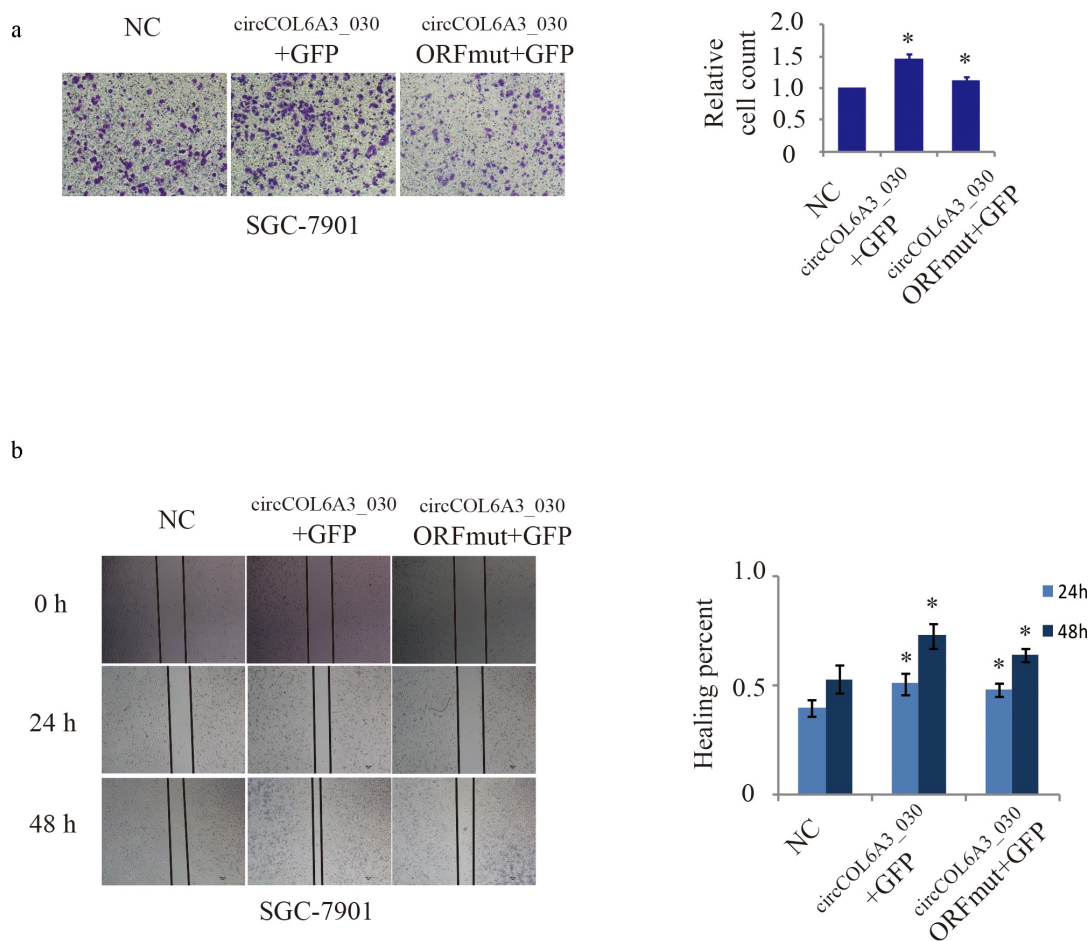 a
NC
circCOL6A3_030
+GFP
circCOL6A3_030
ORFmut+GFP
SGC-7901
Relative
cell count
2.0
1.5
1.0
0.5
0
*
*
NC
circCOL6A3_030
+GFP
circCOL6A3_030
ORFmut+GFP
b
NC
circCOL6A3_030
+GFP
circCOL6A3_030
ORFmut+GFP
0 h
24 h
48 h
SGC-7901
Healing percent
1.0
0.5
0
24h
48h
*
*
*
*
NC
circCOL6A3_030
+GFP
circCOL6A3_030
ORFmut+GFP